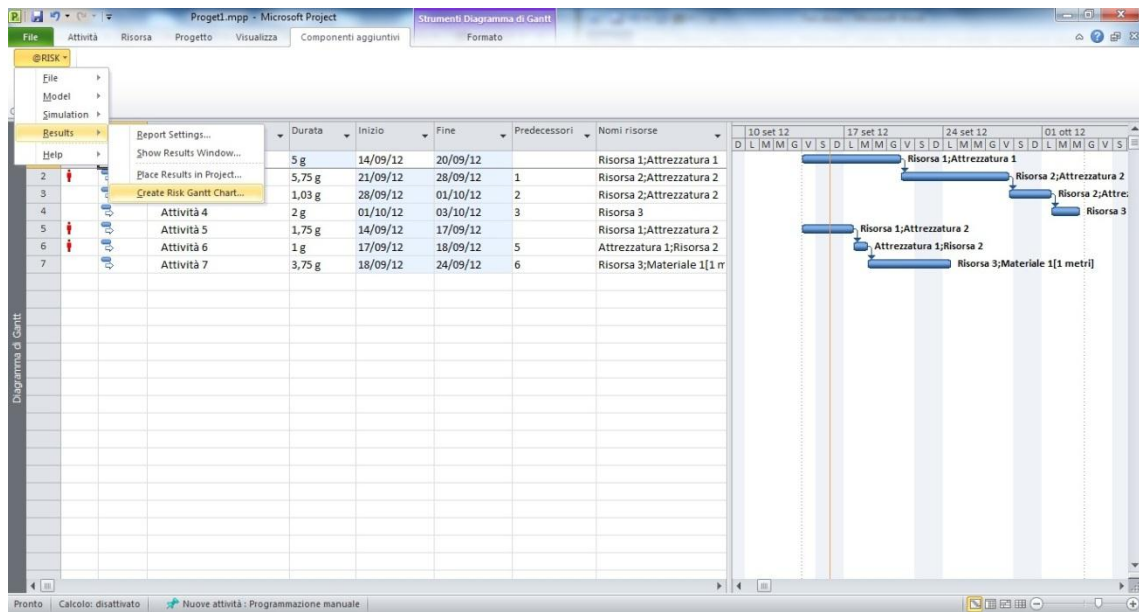 Proget1.mpp - Microsoft Project
Strumenti Diagramma di Gantt
File Attività Risorsa Progetto Visualizza Componenti aggiuntivi Formato
@RISK
File
Model
Simulation
Results
Help
Report Settings...
Show Results Window...
Place Results in Project...
Create Risk Gantt Chart...
Durata Inizio Fine Predecessori Nomi risorse
10 set 12 17 set 12 24 set 12 01 ott 12
D L M M G V S D L M M G V S D L M M G V S D L M M G V S
5 g 14/09/12 20/09/12 Risorsa 1;Attrezzatura 1 Risorsa 1;Attrezzatura 1
2 5,75 g 21/09/12 28/09/12 1 Risorsa 2;Attrezzatura 2 Risorsa 2;Attrezzatura 2
3 1,03 g 28/09/12 01/10/12 2 Risorsa 2;Attrezzatura 2 Risorsa 2;Attre
4 Attività 4 2 g 01/10/12 03/10/12 3 Risorsa 3 Risorsa 3
5 Attività 5 1,75 g 14/09/12 17/09/12 Risorsa 1;Attrezzatura 2 Risorsa 1;Attrezzatura 2
6 Attività 6 1 g 17/09/12 18/09/12 5 Attrezzatura 1;Risorsa 2 Attrezzatura 1;Risorsa 2
7 Attività 7 3,75 g 18/09/12 24/09/12 6 Risorsa 3;Materiale 1[1 m Risorsa 3;Materiale 1[1 metri]
Diagramma di Gantt
Pronto Calcolo: disattivato Nuove attività : Programmazione manuale